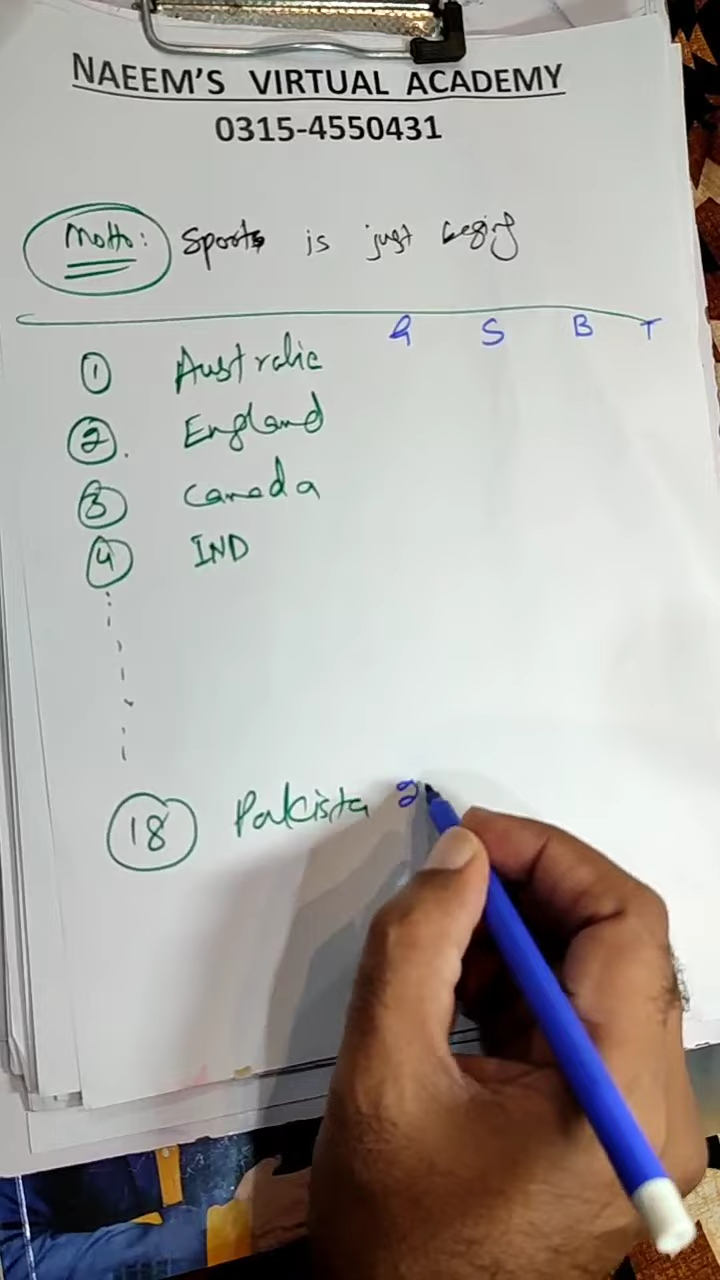 NAEEM'S VIRTUAL ACADEMY
0315-4550431
Motto: Sports is just
G S B T
1 Australia
2. England
3 Canada
4 IND
18 Pakista 2